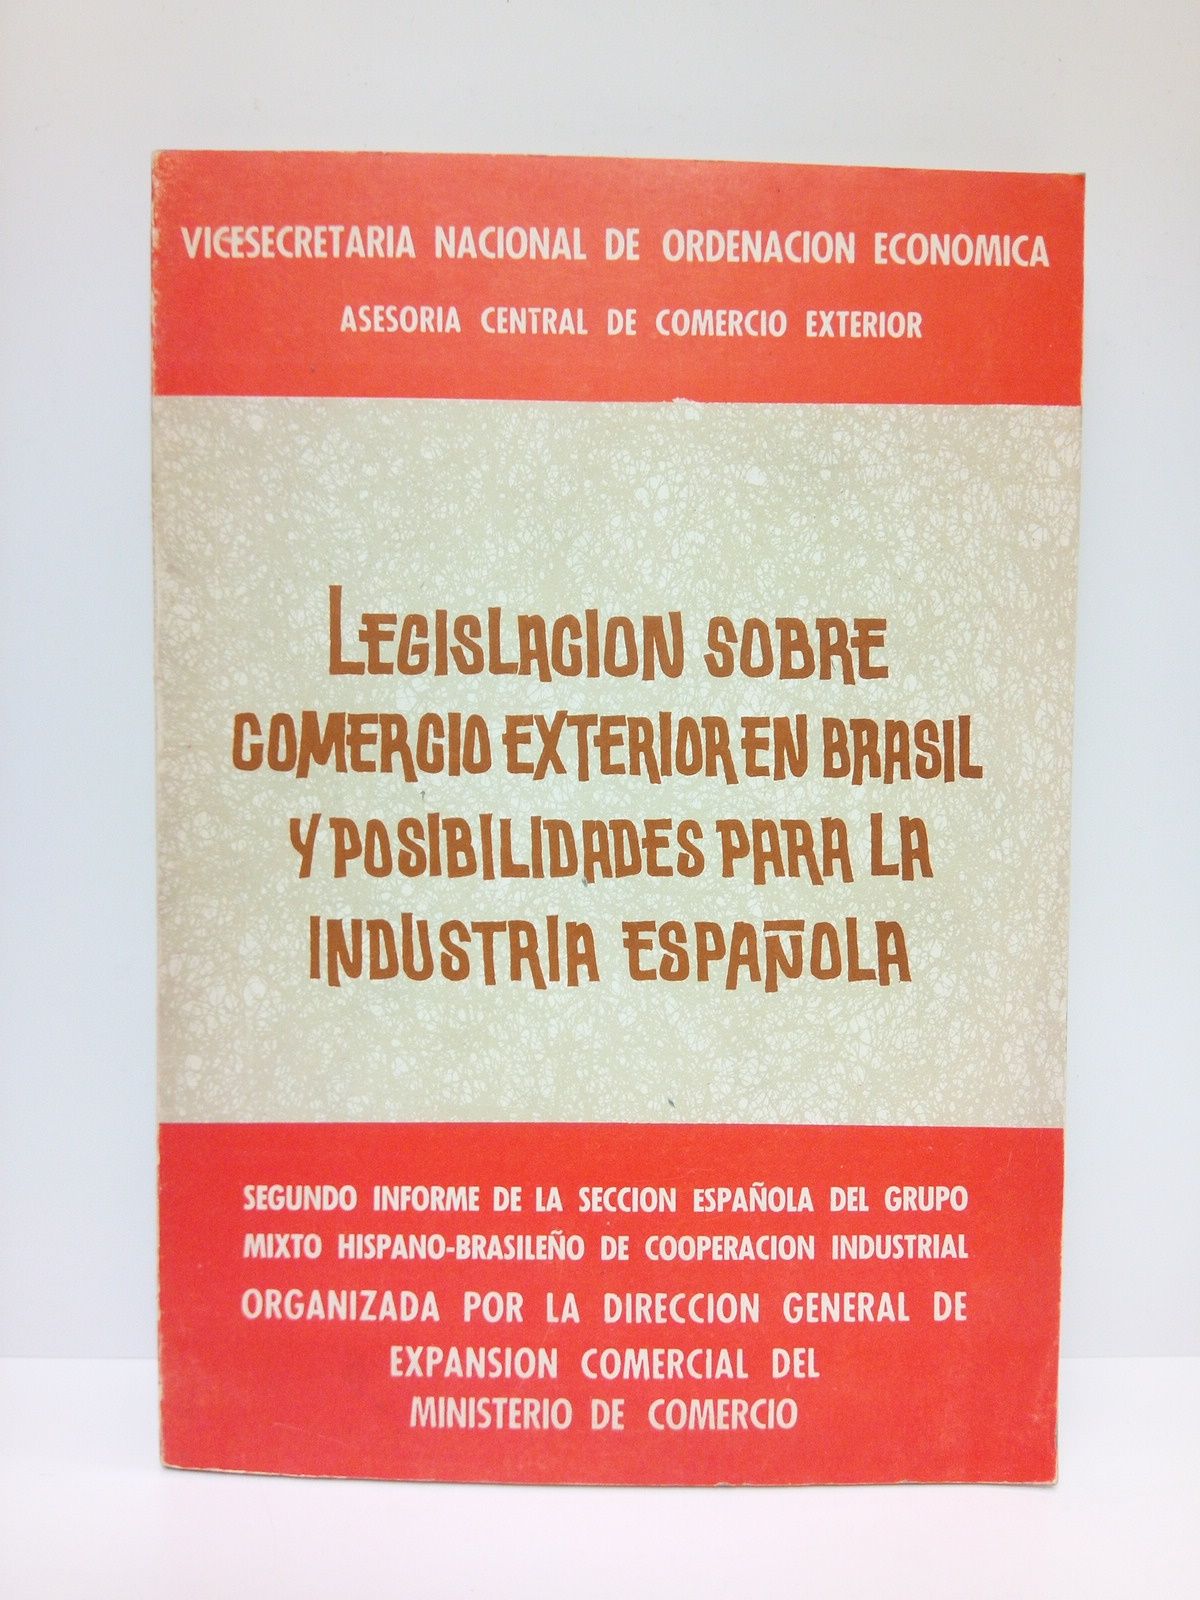 VICESECRETARIA NACIONAL DE ORDENACION ECONOMICA
ASESORIA CENTRAL DE COMERCIO EXTERIOR
LEGISLACION SOBRE
COMERCIO EXTERIOR EN BRASIL
Y POSIBILIDADES PARA LA
INDUSTRIA ESPAÑOLA
SEGUNDO INFORME DE LA SECCION ESPAÑOLA DEL GRUPO
MIXTO HISPANO-BRASILEÑO DE COOPERACION INDUSTRIAL
ORGANIZADA POR LA DIRECCION GENERAL DE
EXPANSION COMERCIAL DEL
MINISTERIO DE COMERCIO